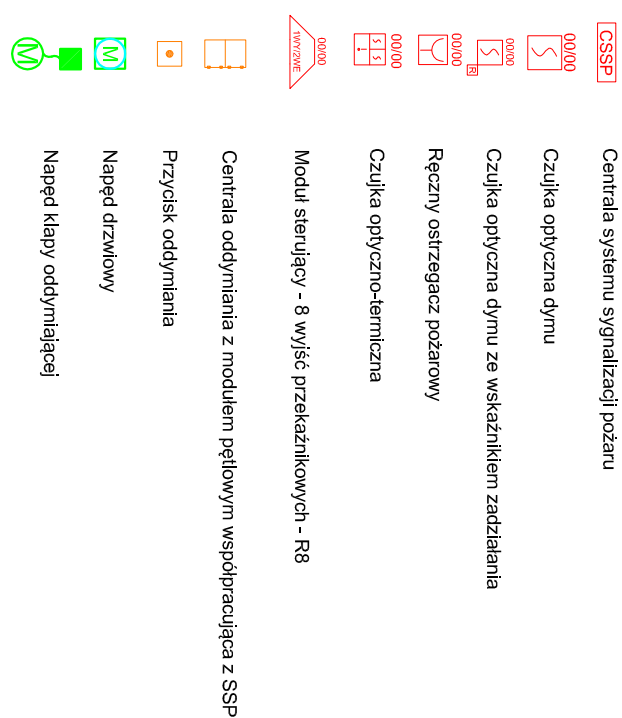 CSSP
Centrala systemu sygnalizacji pożaru
00/00
Czujka optyczna dymu
00/00
R
Czujka optyczna dymu ze wskaźnikiem zadziałania
00/00
Ręczny ostrzegacz pożarowy
00/00
S S
Czujka optyczno-termiczna
00/00
1WY/2WE
Moduł sterujący - 8 wyjść przekaźnikowych - R8
Centrala oddymiania z modułem pętlowym współpracująca z SSP
Przycisk oddymiania
M
Napęd drzwiowy
M
Napęd klapy oddymiającej